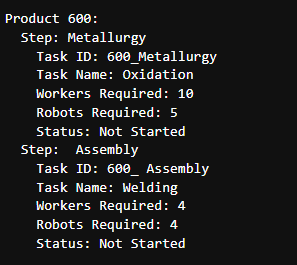 Product 600:
  Step: Metallurgy
    Task ID: 600_Metallurgy
    Task Name: Oxidation
    Workers Required: 10
    Robots Required: 5
    Status: Not Started
  Step:  Assembly
    Task ID: 600_ Assembly
    Task Name: Welding
    Workers Required: 4
    Robots Required: 4
    Status: Not Started